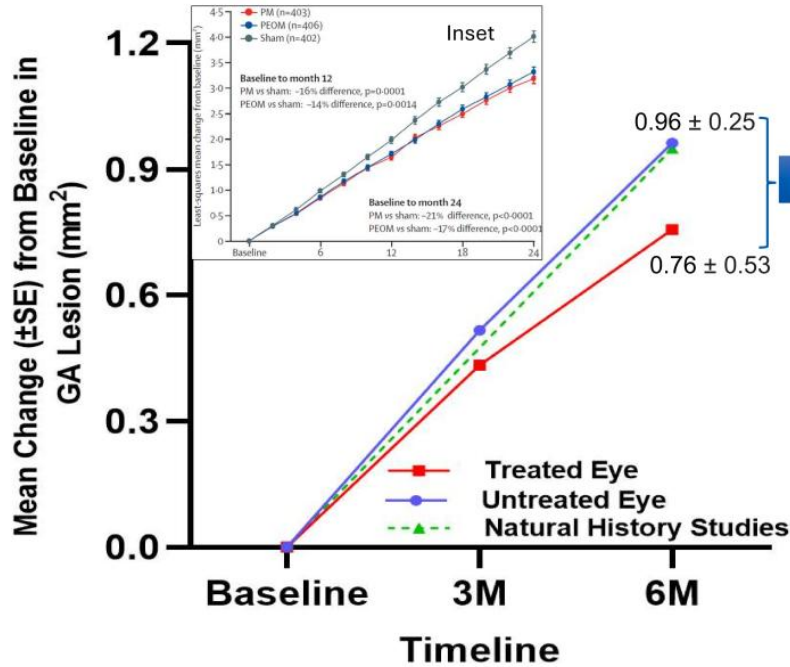 4·5
4·0
3·5
3·0
2·5
2·0
1·5
1·0
0·5
0
Least-squares mean change from baseline (mm²)
PM (n=403)
PEOM (n=406)
Sham (n=402)
Inset
Baseline to month 12
PM vs sham: –16% difference, p=0·0001
PEOM vs sham: –14% difference, p=0·0014
Baseline to month 24
PM vs sham: –21% difference, p<0·0001
PEOM vs sham: –17% difference, p<0·0001
Baseline 6 12 18 24
Mean Change (±SE) from Baseline in
GA Lesion (mm²)
1.2
0.9
0.6
0.3
0.0
0.96 ± 0.25
0.76 ± 0.53
Treated Eye
Untreated Eye
Natural History Studies
Baseline 3M 6M
Timeline